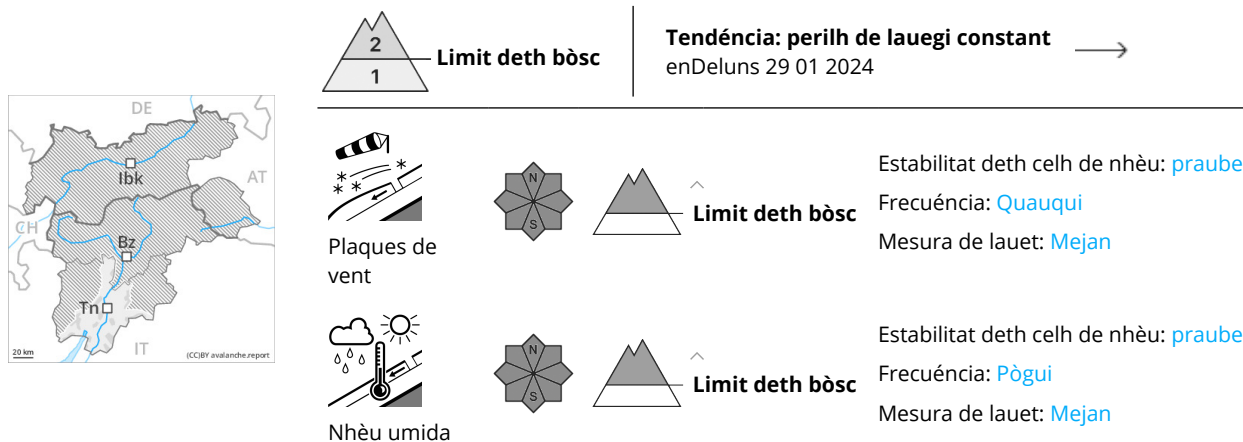 2
1
Limit deth bòsc
Tendéncia: perilh de lauegi constant
enDeluns 29 01 2024
DE
Ibk
AT
CH
Bz
Tn
IT
20 km
(CC)BY avalanche.report
Plaques de
vent
N
S
Limit deth bòsc
Estabilitat deth celh de nhèu: praube
Frecuéncia: Quauqui
Mesura de lauet: Mejan
Nhèu umida
N
S
Limit deth bòsc
Estabilitat deth celh de nhèu: praube
Frecuéncia: Pògui
Mesura de lauet: Mejan